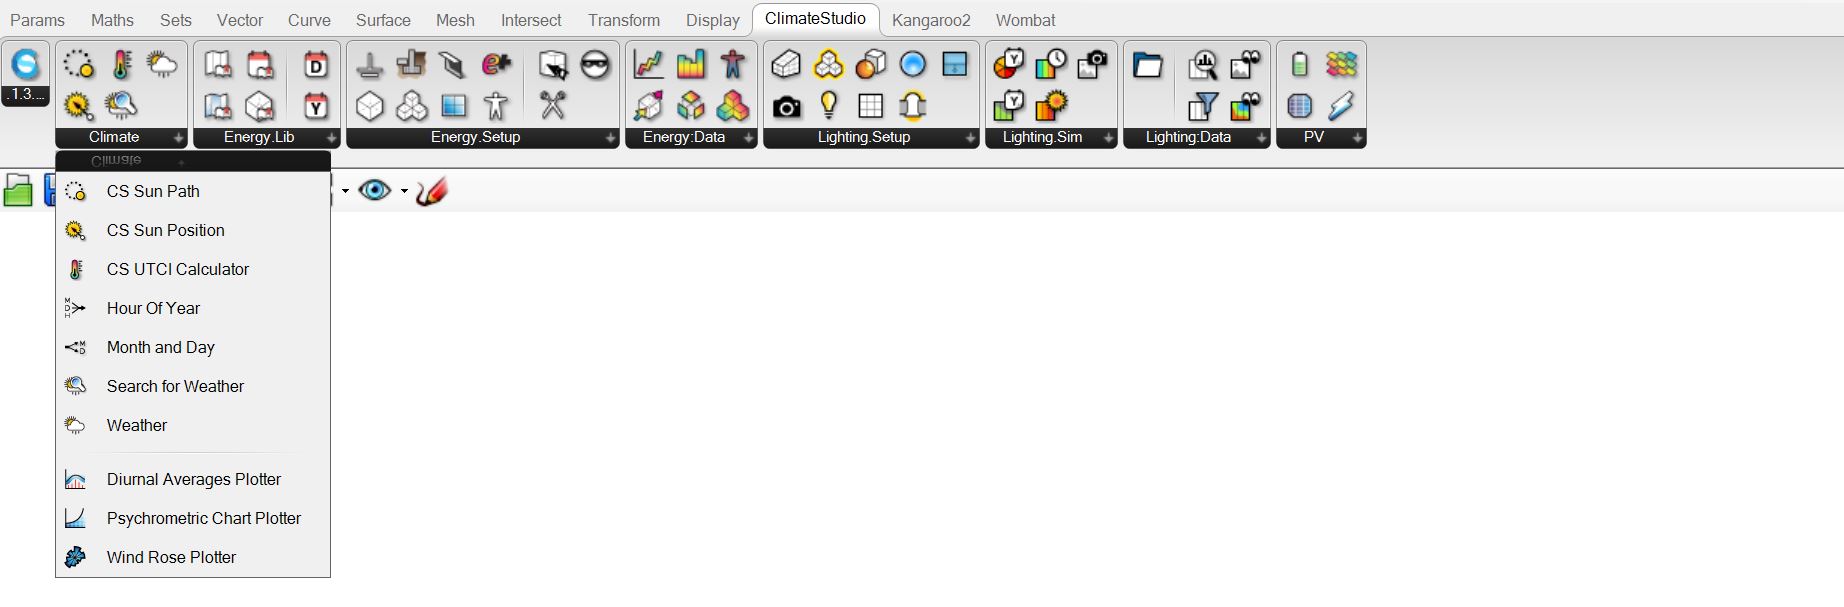 Params Maths Sets Vector Curve Surface Mesh Intersect Transform Display ClimateStudio Kangaroo2 Wombat
.1.3....
Climate Energy.Lib Energy.Setup Energy:Data Lighting.Setup Lighting.Sim Lighting:Data PV
Climate
CS Sun Path
CS Sun Position
CS UTCI Calculator
Hour Of Year
Month and Day
Search for Weather
Weather
Diurnal Averages Plotter
Psychrometric Chart Plotter
Wind Rose Plotter